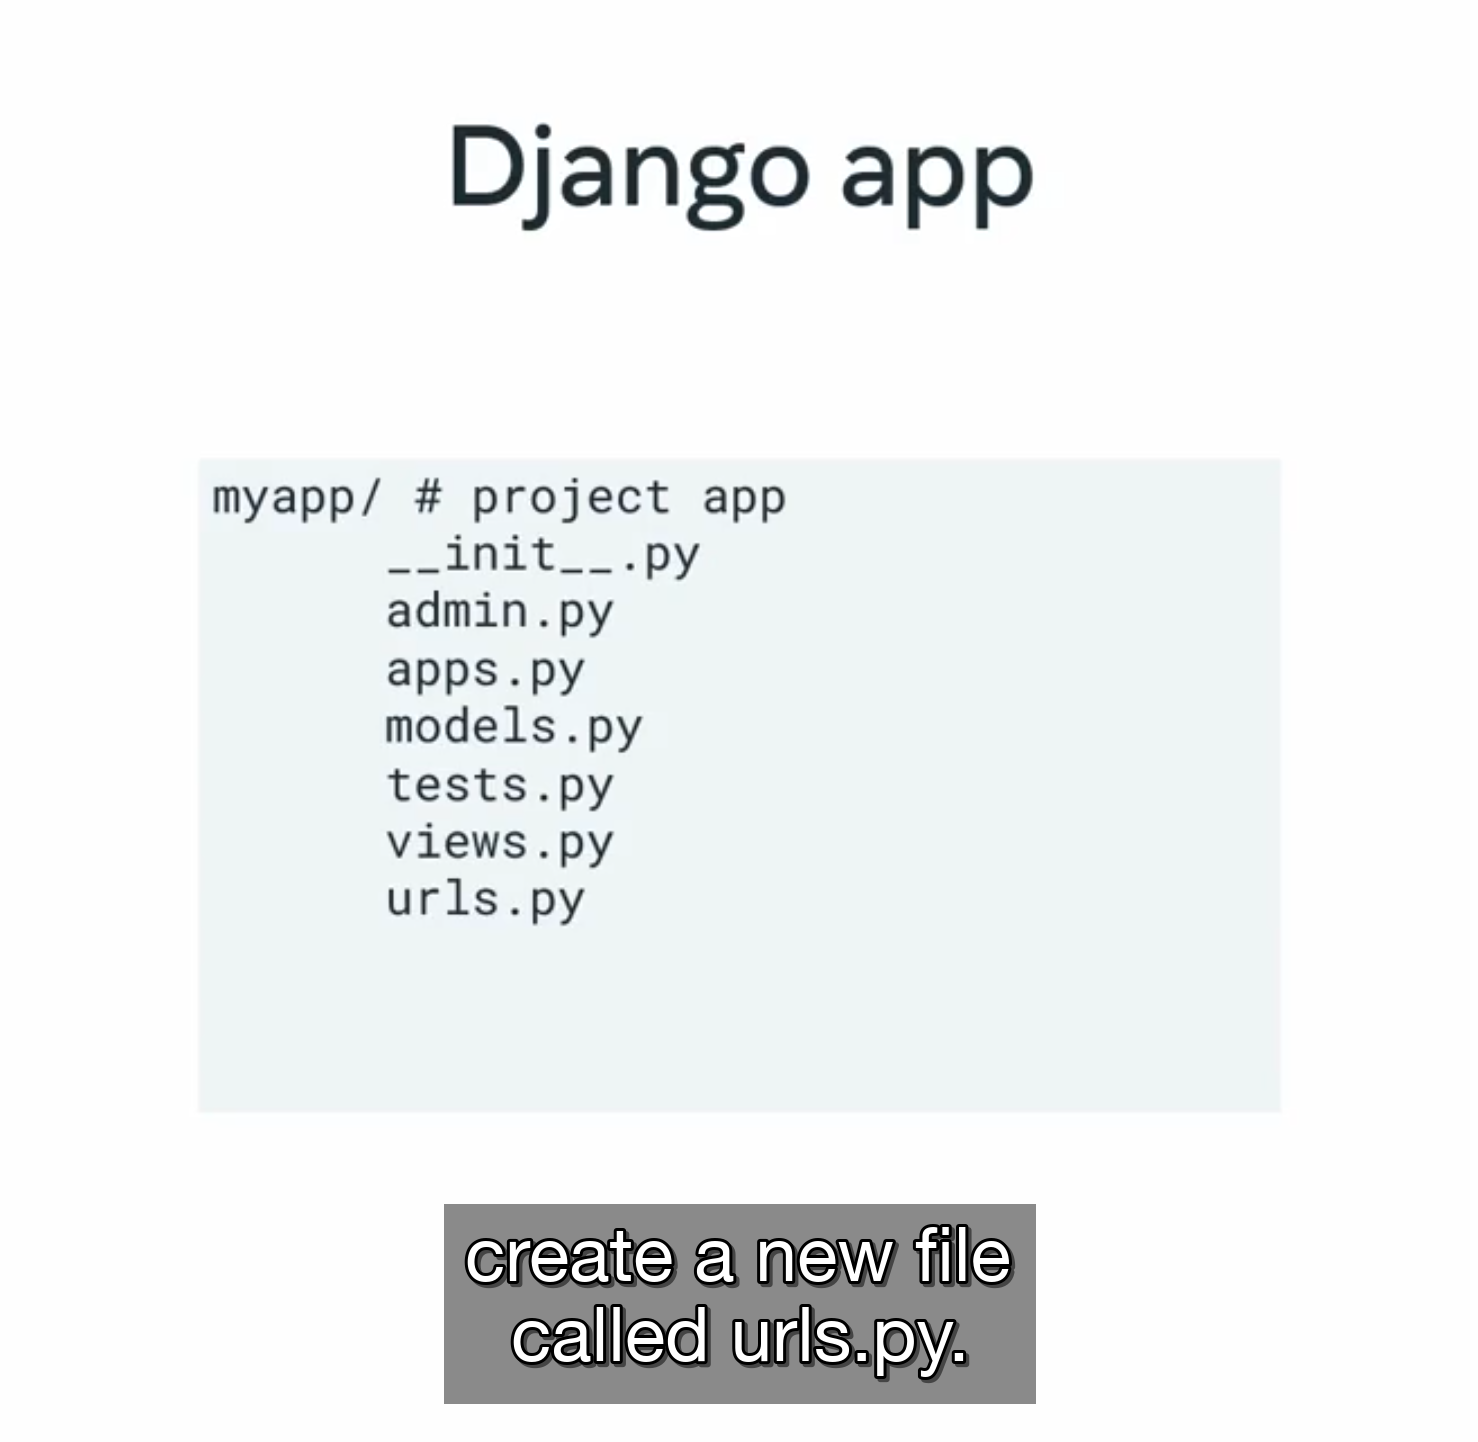 Django app
myapp/ # project app
__init__.py
admin.py
apps.py
models.py
tests.py
views.py
urls.py
create a new file
called urls.py.